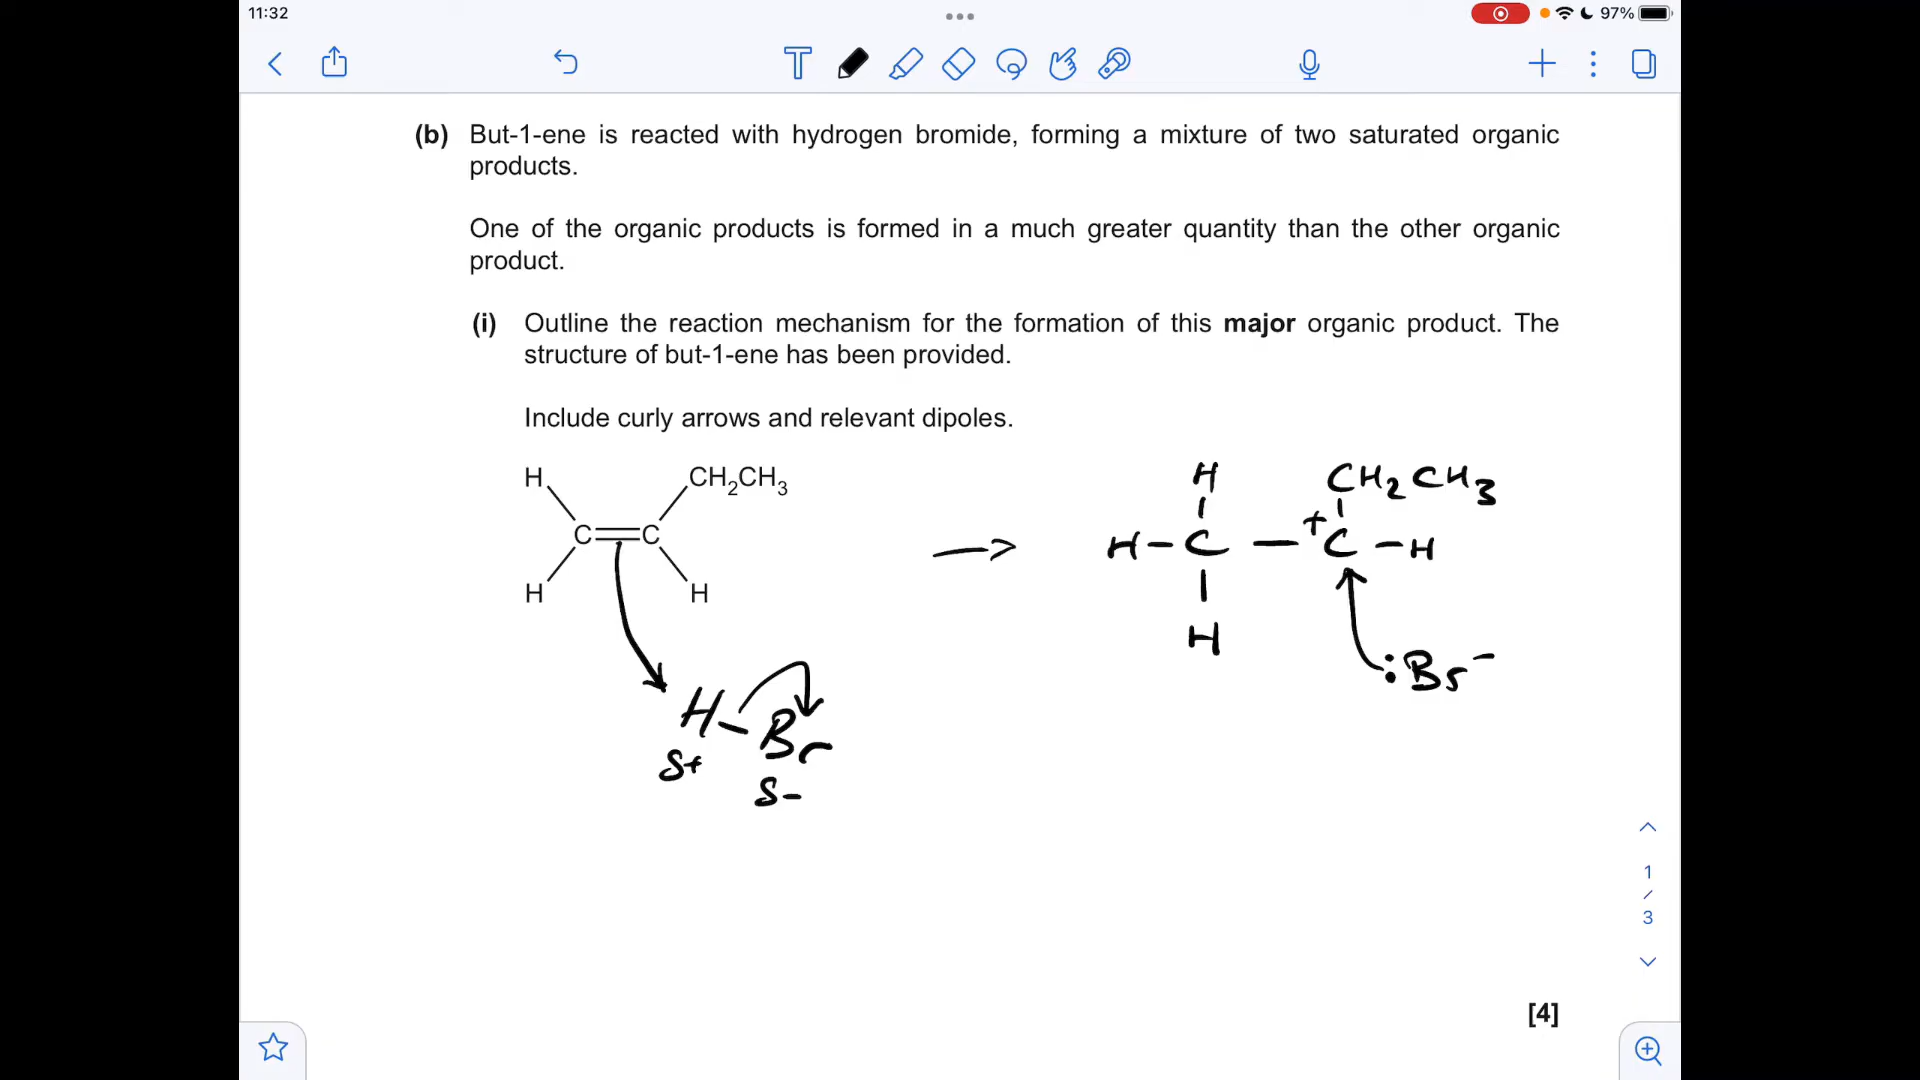 11:32
97%
(b) But-1-ene is reacted with hydrogen bromide, forming a mixture of two saturated organic
products.
One of the organic products is formed in a much greater quantity than the other organic
product.
(i) Outline the reaction mechanism for the formation of this major organic product. The
structure of but-1-ene has been provided.
Include curly arrows and relevant dipoles.
H CH₂CH₃
C=C
H H
H-Br
δ+
δ-
→
H CH₂CH₃
H-C-⁺C-H
H
:Br⁻
1
/
3
[4]